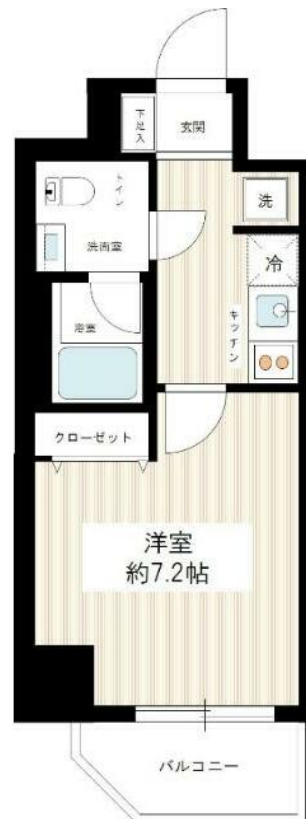 下足入
玄関
トイレ
洗面室
洗
冷
浴室
キッチン
クローゼット
洋室
約7.2帖
バルコニー